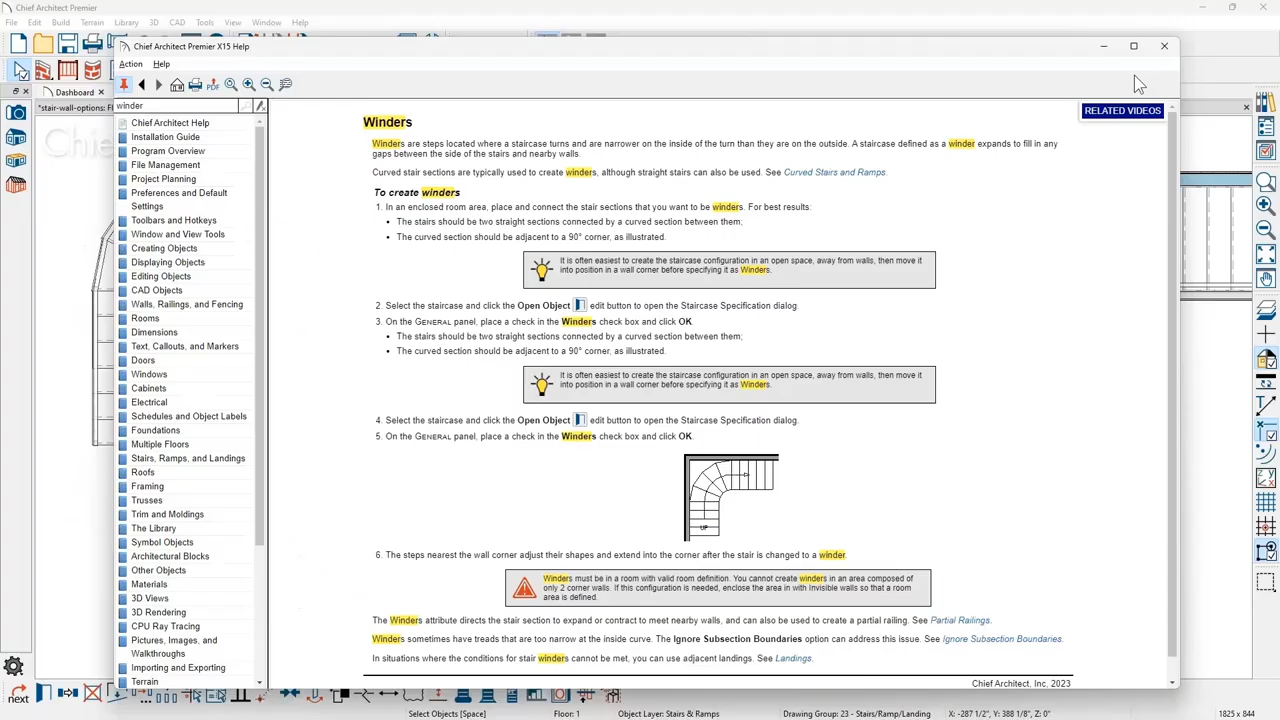 Chief Architect Premier
File Edit Build Terrain Library 3D CAD Tools View Window Help
Chief Architect Premier X15 Help
Action Help
Dashboard
*stair-wall-options: Fl
winder
Chief Architect Help
Installation Guide
Program Overview
File Management
Project Planning
Preferences and Default
Settings
Toolbars and Hotkeys
Window and View Tools
Creating Objects
Displaying Objects
Editing Objects
CAD Objects
Walls, Railings, and Fencing
Rooms
Dimensions
Text, Callouts, and Markers
Doors
Windows
Cabinets
Electrical
Schedules and Object Labels
Foundations
Multiple Floors
Stairs, Ramps, and Landings
Roofs
Framing
Trusses
Trim and Moldings
The Library
Symbol Objects
Architectural Blocks
Other Objects
Materials
3D Views
3D Rendering
CPU Ray Tracing
Pictures, Images, and
Walkthroughs
Importing and Exporting
Terrain
RELATED VIDEOS
Winders
Winders are steps located where a staircase turns and are narrower on the inside of the turn than they are on the outside. A staircase defined as a winder expands to fill in any
gaps between the side of the stairs and nearby walls.
Curved stair sections are typically used to create winders, although straight stairs can also be used. See Curved Stairs and Ramps.
To create winders
1. In an enclosed room area, place and connect the stair sections that you want to be winders. For best results:
• The stairs should be two straight sections connected by a curved section between them;
• The curved section should be adjacent to a 90° corner, as illustrated.
It is often easiest to create the staircase configuration in an open space, away from walls, then move it
into position in a wall corner before specifying it as Winders.
2. Select the staircase and click the Open Object edit button to open the Staircase Specification dialog.
3. On the GENERAL panel, place a check in the Winders check box and click OK.
• The stairs should be two straight sections connected by a curved section between them;
• The curved section should be adjacent to a 90° corner, as illustrated.
It is often easiest to create the staircase configuration in an open space, away from walls, then move it
into position in a wall corner before specifying it as Winders.
4. Select the staircase and click the Open Object edit button to open the Staircase Specification dialog.
5. On the GENERAL panel, place a check in the Winders check box and click OK.
UP
6. The steps nearest the wall corner adjust their shapes and extend into the corner after the stair is changed to a winder.
Winders must be in a room with valid room definition. You cannot create winders in an area composed of
only 2 corner walls. If this configuration is needed, enclose the area in with Invisible walls so that a room
area is defined.
The Winders attribute directs the stair section to expand or contract to meet nearby walls, and can also be used to create a partial railing. See Partial Railings.
Winders sometimes have treads that are too narrow at the inside curve. The Ignore Subsection Boundaries option can address this issue. See Ignore Subsection Boundaries.
In situations where the conditions for stair winders cannot be met, you can use adjacent landings. See Landings.
Chief Architect, Inc, 2023
next
Select Objects [Space] Floor: 1 Object Layer: Stairs & Ramps Drawing Group: 23 - Stairs/Ramp/Landing X: -287 1/2", Y: 388 1/8", Z: 0" 1825 x 844